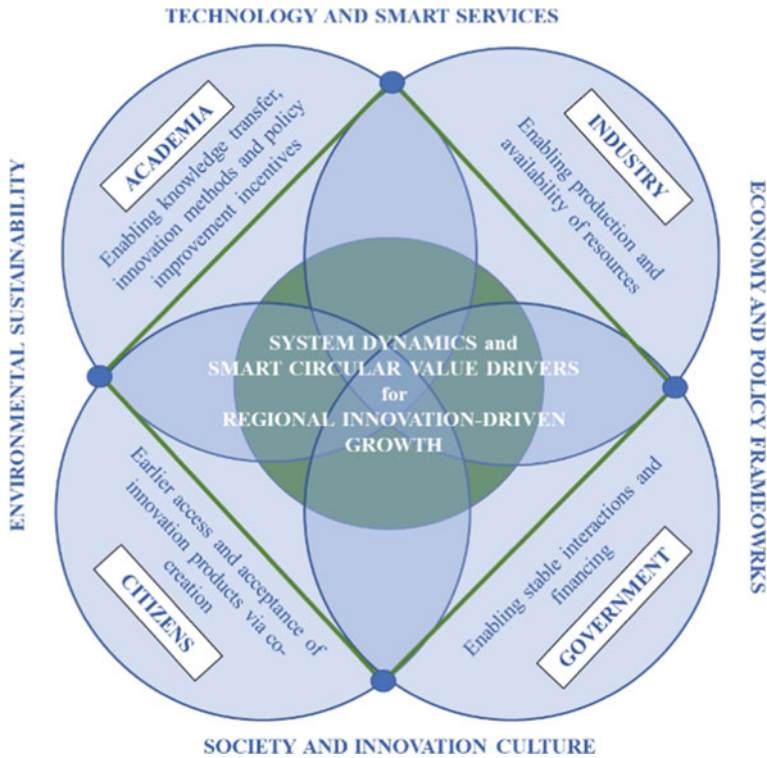 TECHNOLOGY AND SMART SERVICES
ACADEMIA
Enabling knowledge transfer,
innovation methods and policy
improvement incentives
INDUSTRY
Enabling production and
availability of resources
ENVIRONMENTAL SUSTAINABILITY
ECONOMY AND POLICY FRAMEOWRKS
SYSTEM DYNAMICS and
SMART CIRCULAR VALUE DRIVERS
for
REGIONAL INNOVATION-DRIVEN
GROWTH
Earlier access and acceptance of
innovation products via co-
creation
CITIZENS
Enabling stable interactions and
financing
GOVERNMENT
SOCIETY AND INNOVATION CULTURE